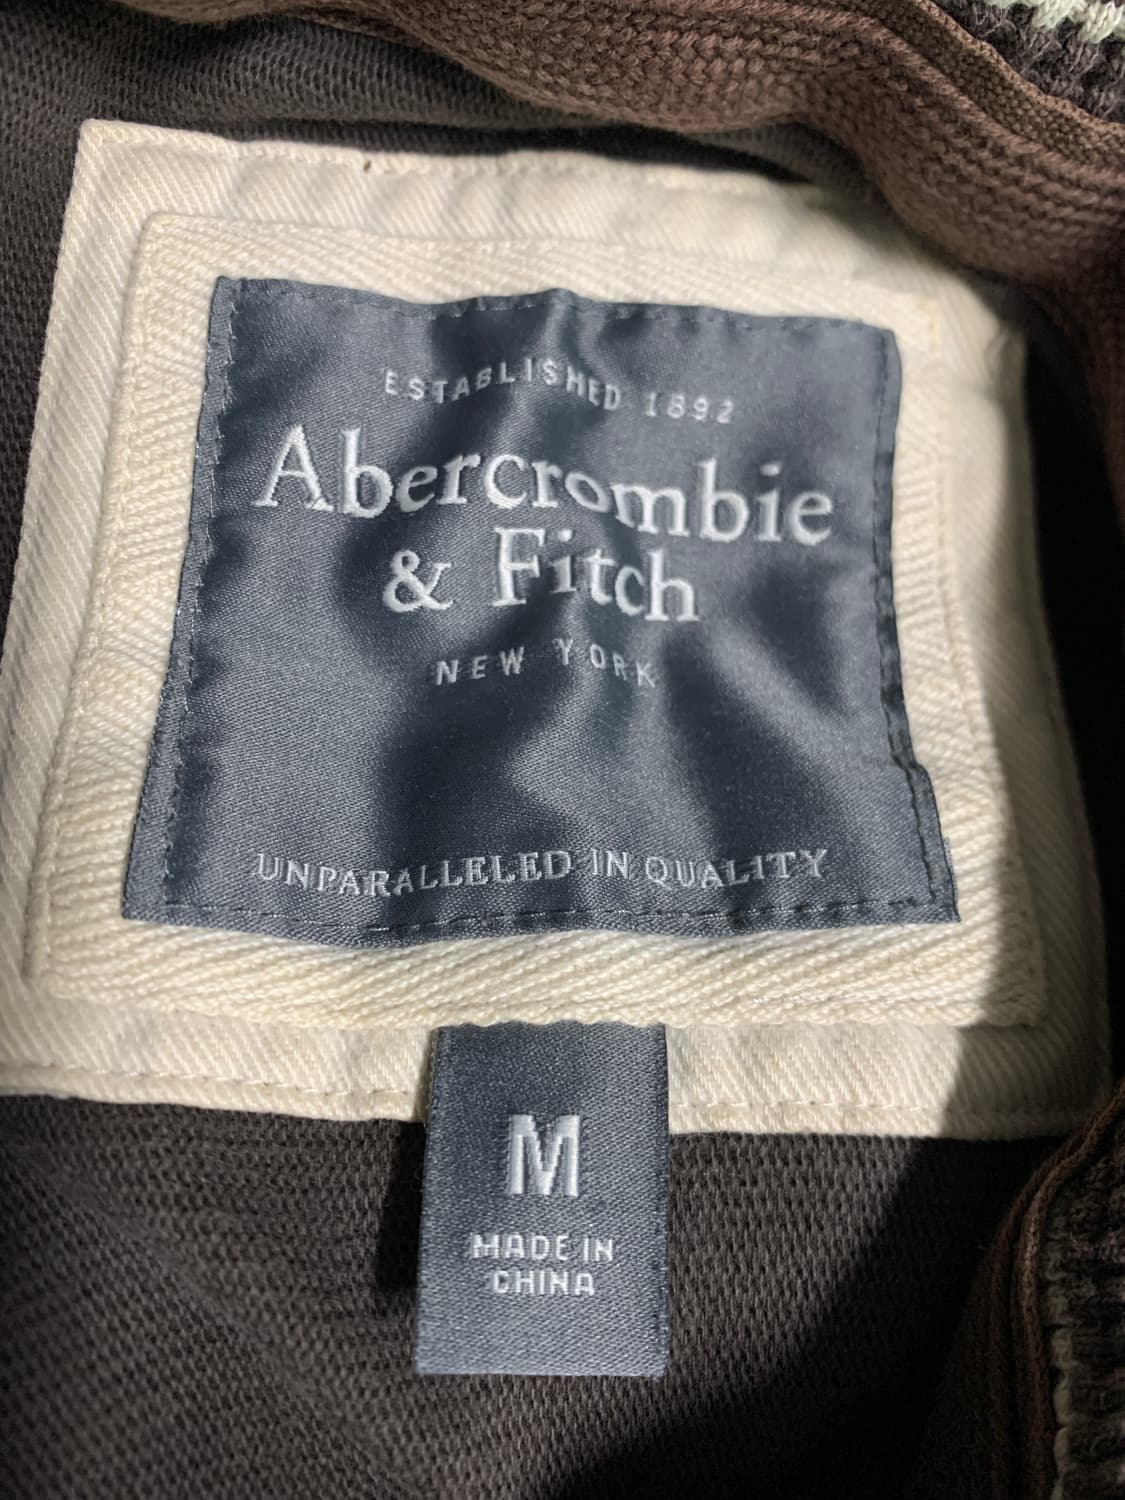 ESTABLISHED 1892
Abercrombie
& Fitch
NEW YORK
UNPARALLELED IN QUALITY
M
MADE IN
CHINA